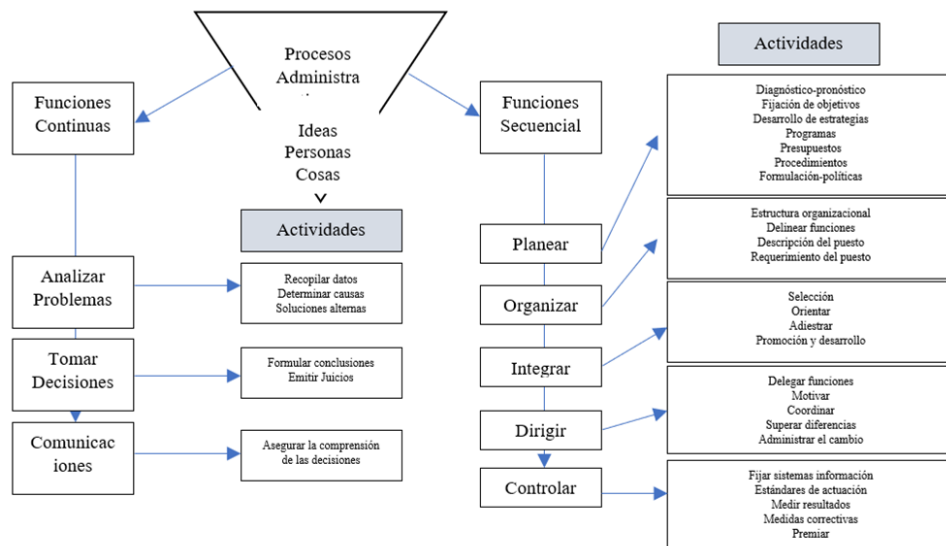 Procesos
Administra
Ideas
Personas
Cosas
Funciones
Continuas
Analizar
Problemas
Tomar
Decisiones
Comunicac
iones
Actividades
Recopilar datos
Determinar causas
Soluciones alternas
Formular conclusiones
Emitir Juicios
Asegurar la comprensión
de las decisiones
Funciones
Secuencial
Planear
Organizar
Integrar
Dirigir
Controlar
Actividades
Diagnóstico-pronóstico
Fijación de objetivos
Desarrollo de estrategias
Programas
Presupuestos
Procedimientos
Formulación-políticas
Estructura organizacional
Delinear funciones
Descripción del puesto
Requerimiento del puesto
Selección
Orientar
Adiestrar
Promoción y desarrollo
Delegar funciones
Motivar
Coordinar
Superar diferencias
Administrar el cambio
Fijar sistemas información
Estándares de actuación
Medir resultados
Medidas correctivas
Premiar